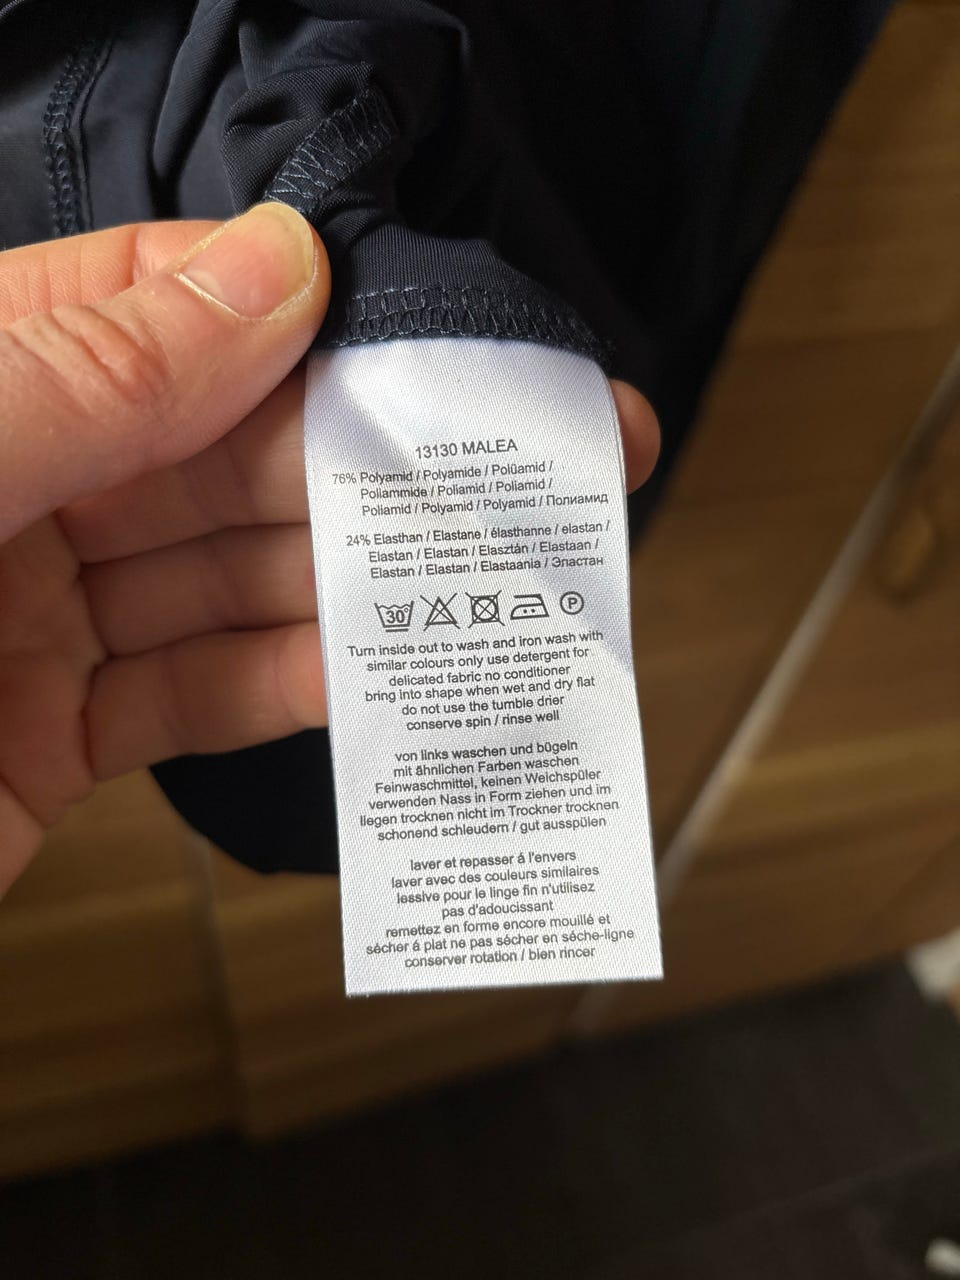 13130 MALEA
76% Polyamid / Polyamide / Poliüamid /
Poliammide / Poliamid / Poliamid /
Poliamid / Polyamid / Polyamid / Полиамид
24% Elasthan / Elastane / élasthanne / elastan /
Elastan / Elastan / Elasztán / Elastaan /
Elastan / Elastan / Elastaania / Эластан
30° P
Turn inside out to wash and iron wash with
similar colours only use detergent for
delicated fabric no conditioner
bring into shape when wet and dry flat
do not use the tumble drier
conserve spin / rinse well
von links waschen und bügeln
mit ähnlichen Farben waschen
Feinwaschmittel, keinen Weichspüler
verwenden Nass in Form ziehen und im
liegen trocknen nicht im Trockner trocknen
schonend schleudern / gut ausspülen
laver et repasser á l'envers
laver avec des couleurs similaires
lessive pour le linge fin n'utilisez
pas d'adoucissant
remettez en forme encore mouillé et
sécher á plat ne pas sécher en séche-ligne
conserver rotation / bien rincer